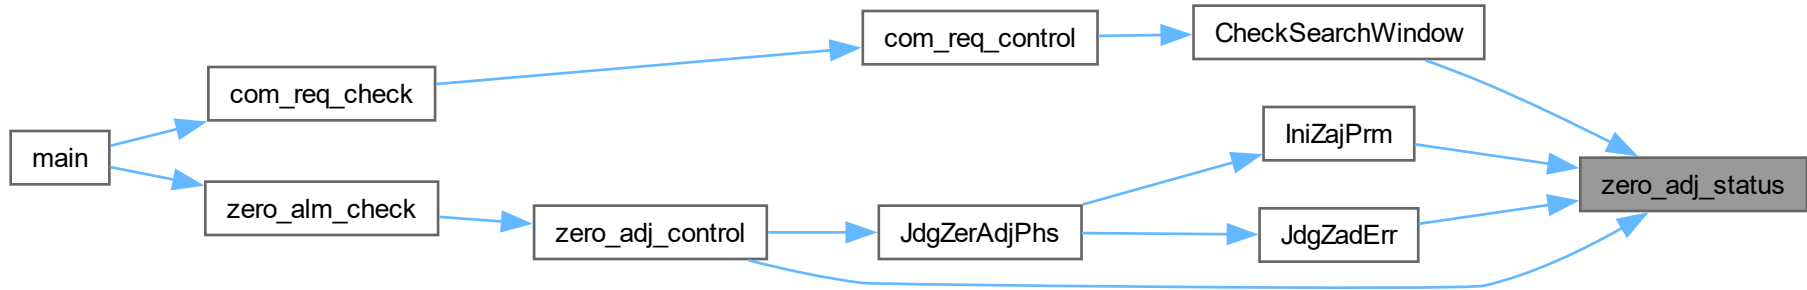 main
com_req_check
zero_alm_check
com_req_control
zero_adj_control
JdgZerAdjPhs
CheckSearchWindow
IniZajPrm
JdgZadErr
zero_adj_status